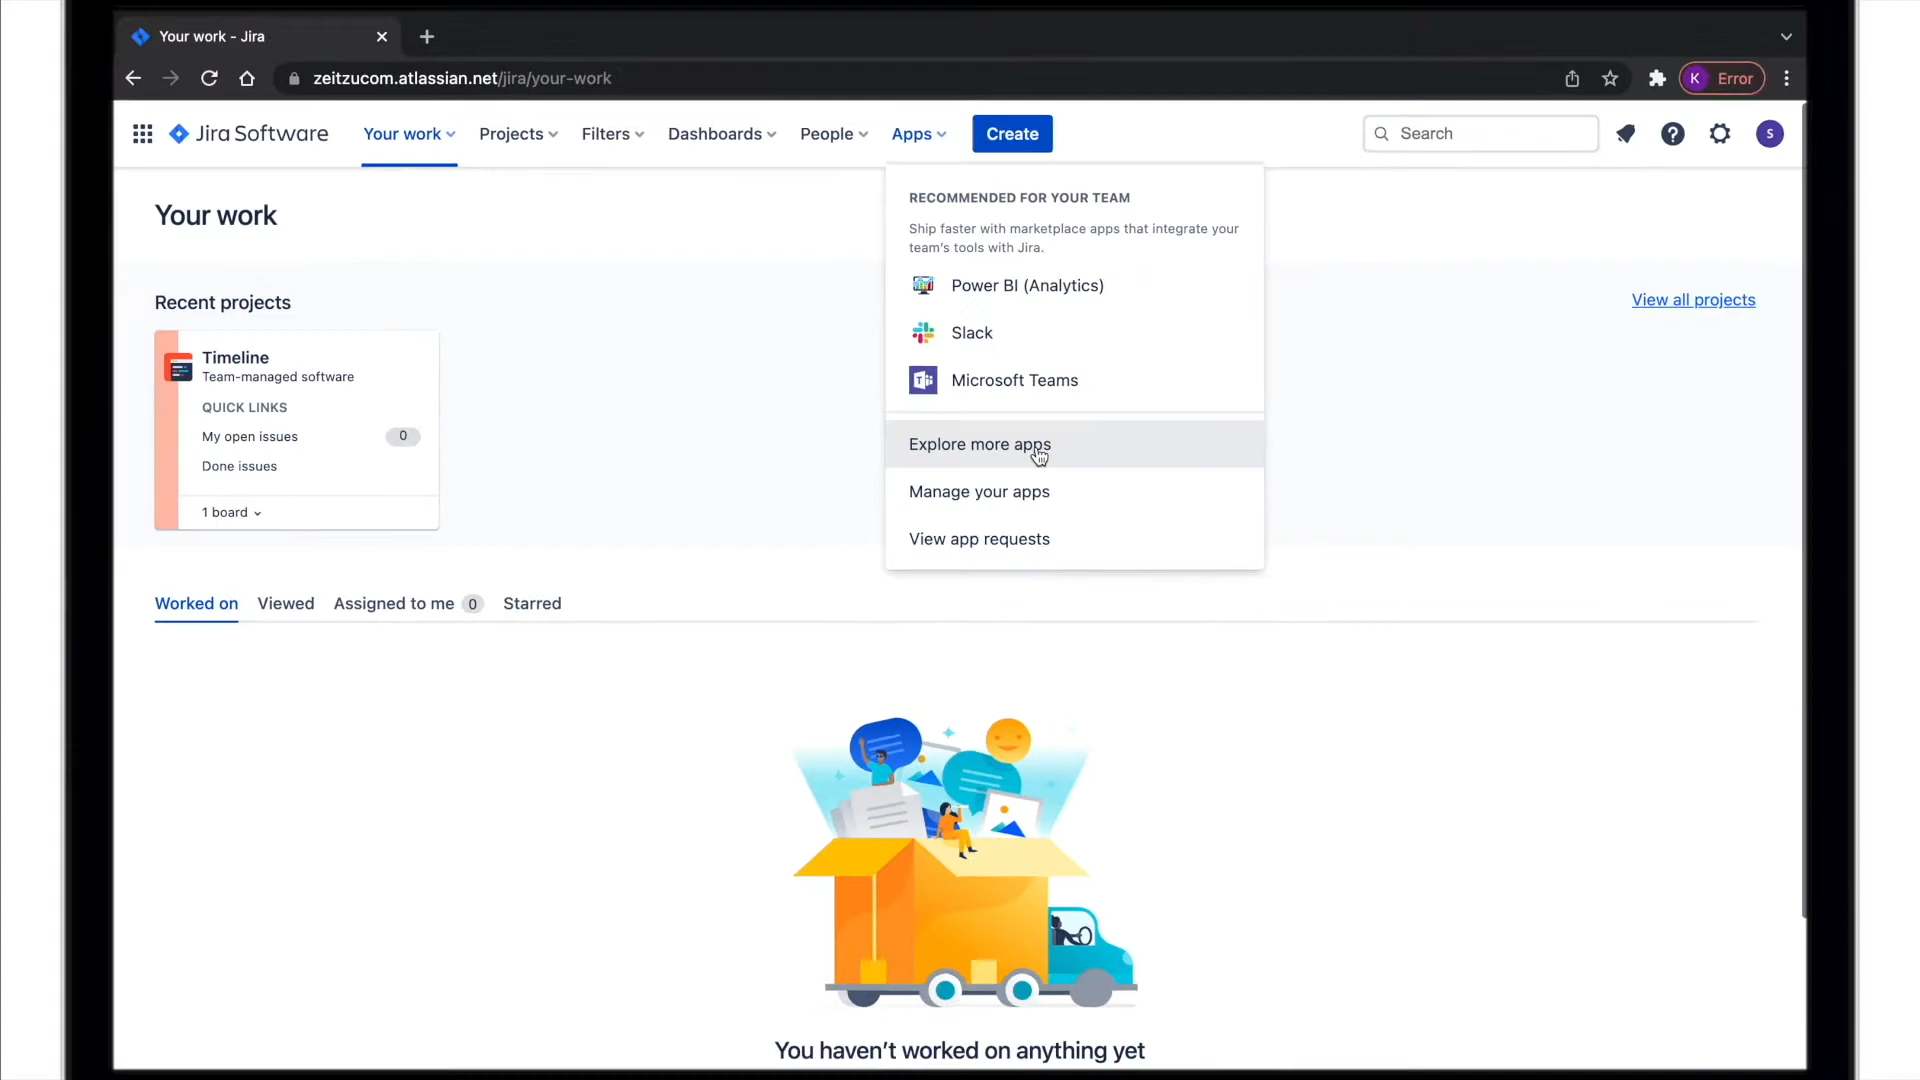 Your work - Jira
zeitzucom.atlassian.net/jira/your-work
K Error
Jira Software
Your work
Projects
Filters
Dashboards
People
Apps
Create
Search
S
Your work
RECOMMENDED FOR YOUR TEAM
Ship faster with marketplace apps that integrate your
team's tools with Jira.
Power BI (Analytics)
Slack
Microsoft Teams
Explore more apps
Manage your apps
View app requests
Recent projects
View all projects
Timeline
Team-managed software
QUICK LINKS
My open issues 0
Done issues
1 board
Worked on
Viewed
Assigned to me 0
Starred
You haven't worked on anything yet